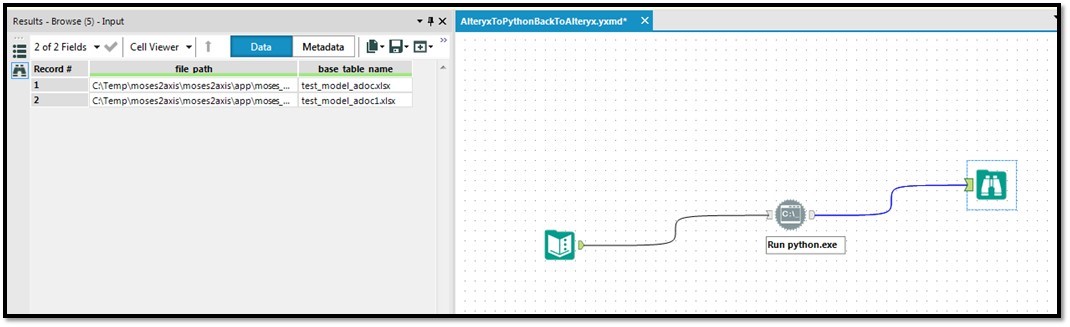 Results - Browse (5) - Input
2 of 2 Fields Cell Viewer Data Metadata »
Record # file_path base_table_name
1 C:\Temp\moses2axis\moses2axis\app\moses_... test_model_adoc.xlsx
2 C:\Temp\moses2axis\moses2axis\app\moses_... test_model_adoc1.xlsx
AlteryxToPythonBackToAlteryx.yxmd*
C:\_
Run python.exe